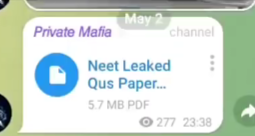 May 2
Private Mafia channel
Neet Leaked
Qus Paper...
5.7 MB PDF
277 23:38